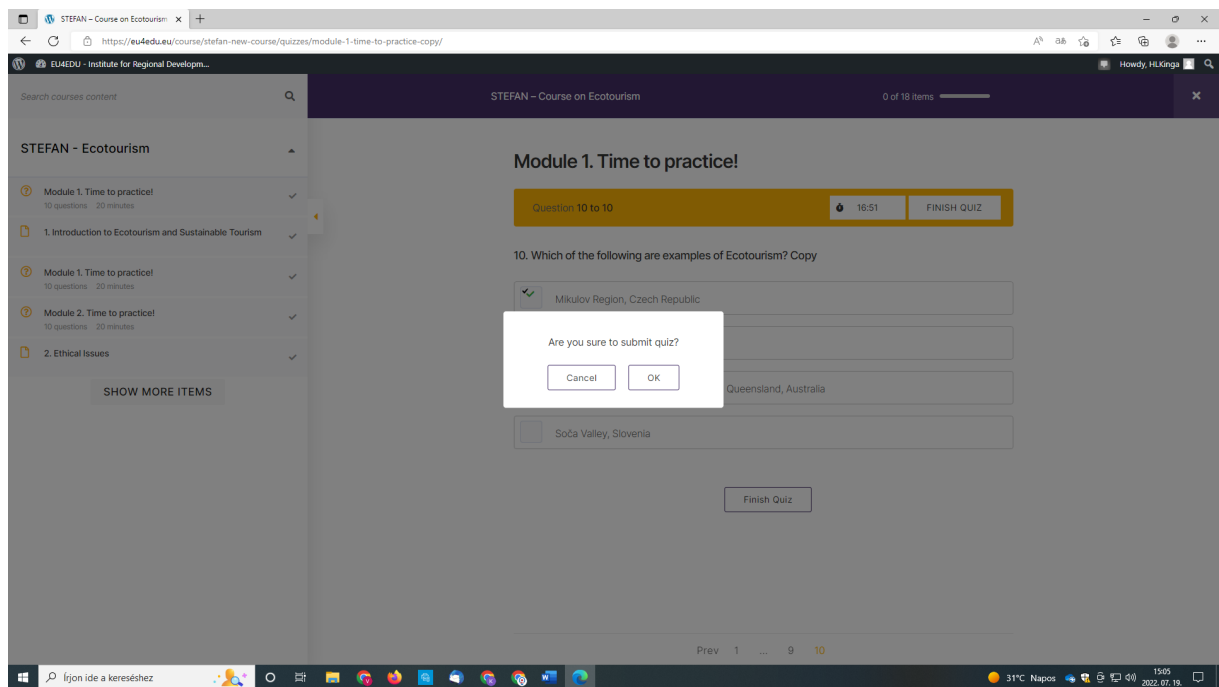 STEFAN – Course on Ecotourism
https://eu4edu.eu/course/stefan-new-course/quizzes/module-1-time-to-practice-copy/
EU4EDU - Institute for Regional Developm...
Howdy, HLKinga
Search courses content
STEFAN – Course on Ecotourism
0 of 18 items
STEFAN - Ecotourism
Module 1. Time to practice!
10 questions 20 minutes
1. Introduction to Ecotourism and Sustainable Tourism
Module 1. Time to practice!
10 questions 20 minutes
Module 2. Time to practice!
10 questions 20 minutes
2. Ethical Issues
SHOW MORE ITEMS
Module 1. Time to practice!
Question 10 to 10
16:51
FINISH QUIZ
10. Which of the following are examples of Ecotourism? Copy
Mikulov Region, Czech Republic
Are you sure to submit quiz?
Cancel
OK
Queensland, Australia
Soča Valley, Slovenia
Finish Quiz
Prev 1 ... 9 10
Írjon ide a kereséshez
31°C Napos
15:05
2022. 07. 19.